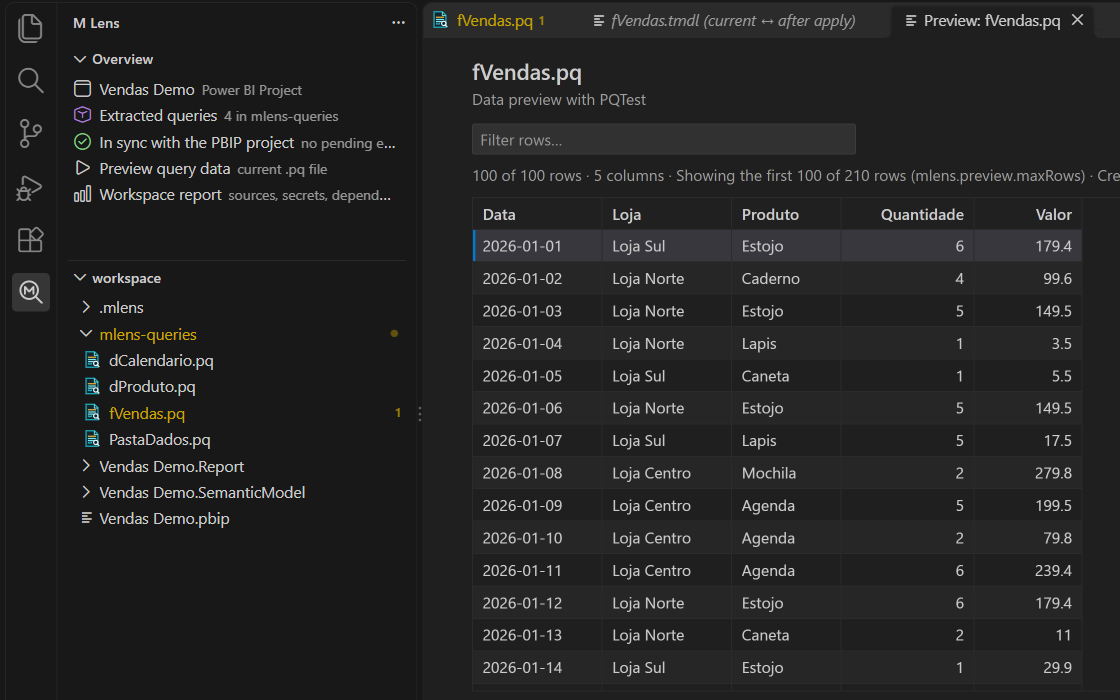 M Lens
Overview
Vendas Demo Power BI Project
Extracted queries 4 in mlens-queries
In sync with the PBIP project no pending e...
Preview query data current .pq file
Workspace report sources, secrets, depend...
workspace
.mlens
mlens-queries
dCalendario.pq
dProduto.pq
fVendas.pq 1
PastaDados.pq
Vendas Demo.Report
Vendas Demo.SemanticModel
Vendas Demo.pbip
fVendas.pq 1 fVendas.tmdl (current ↔ after apply) Preview: fVendas.pq
fVendas.pq
Data preview with PQTest
Filter rows...
100 of 100 rows · 5 columns · Showing the first 100 of 210 rows (mlens.preview.maxRows) · Cre
Data Loja Produto Quantidade Valor
2026-01-01 Loja Sul Estojo 6 179.4
2026-01-02 Loja Norte Caderno 4 99.6
2026-01-03 Loja Norte Estojo 5 149.5
2026-01-04 Loja Norte Lapis 1 3.5
2026-01-05 Loja Sul Caneta 1 5.5
2026-01-06 Loja Norte Estojo 5 149.5
2026-01-07 Loja Sul Lapis 5 17.5
2026-01-08 Loja Centro Mochila 2 279.8
2026-01-09 Loja Centro Agenda 5 199.5
2026-01-10 Loja Centro Agenda 2 79.8
2026-01-11 Loja Centro Agenda 6 239.4
2026-01-12 Loja Norte Estojo 6 179.4
2026-01-13 Loja Norte Caneta 2 11
2026-01-14 Loja Sul Estojo 1 29.9